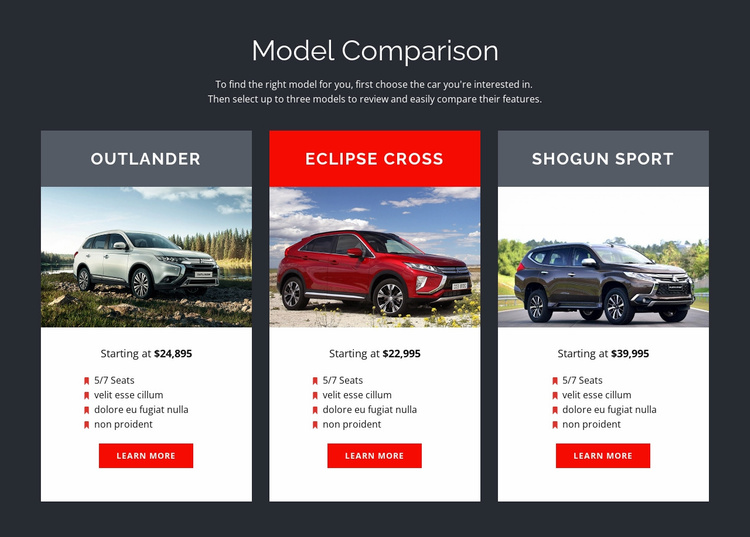 Model Comparison
To find the right model for you, first choose the car you're interested in.
Then select up to three models to review and easily compare their features.
OUTLANDER
Starting at $24,895
5/7 Seats
velit esse cillum
dolore eu fugiat nulla
non proident
LEARN MORE
ECLIPSE CROSS
Starting at $22,995
5/7 Seats
velit esse cillum
dolore eu fugiat nulla
non proident
LEARN MORE
SHOGUN SPORT
Starting at $39,995
5/7 Seats
velit esse cillum
dolore eu fugiat nulla
non proident
LEARN MORE